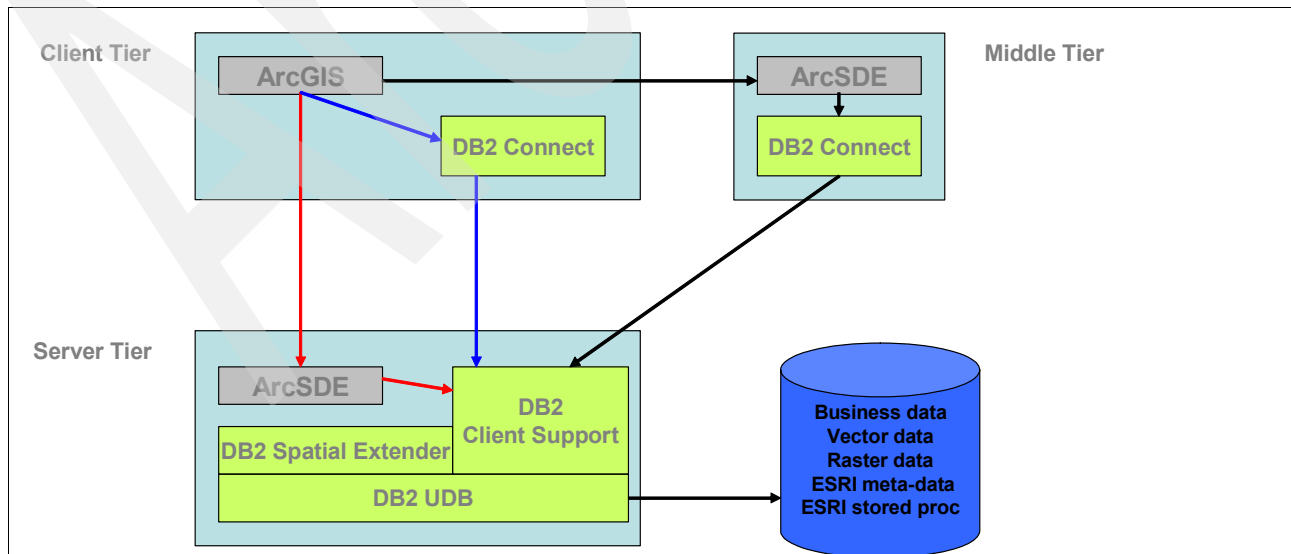 Client Tier
Middle Tier
ArcGIS
ArcSDE
DB2 Connect
DB2 Connect
Server Tier
ArcSDE
DB2
Client Support
DB2 Spatial Extender
DB2 UDB
Business data
Vector data
Raster data
ESRI meta-data
ESRI stored proc